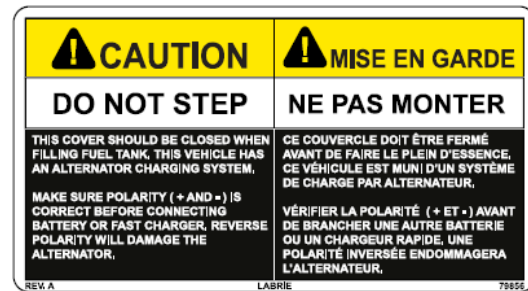 CAUTION
DO NOT STEP
THIS COVER SHOULD BE CLOSED WHEN
FILLING FUEL TANK. THIS VEHICLE HAS
AN ALTERNATOR CHARGING SYSTEM.
MAKE SURE POLARITY ( + AND - ) IS
CORRECT BEFORE CONNECTING
BATTERY OR FAST CHARGER. REVERSE
POLARITY WILL DAMAGE THE
ALTERNATOR.
MISE EN GARDE
NE PAS MONTER
CE COUVERCLE DOIT ÊTRE FERMÉ
AVANT DE FAIRE LE PLEIN D'ESSENCE.
CE VÉHICULE EST MUNI D'UN SYSTÈME
DE CHARGE PAR ALTERNATEUR.
VÉRIFIER LA POLARITÉ ( + ET - ) AVANT
DE BRANCHER UNE AUTRE BATTERIE
OU UN CHARGEUR RAPIDE. UNE
POLARITÉ INVERSÉE ENDOMMAGERA
L'ALTERNATEUR.
REV. A LABRIE 79856